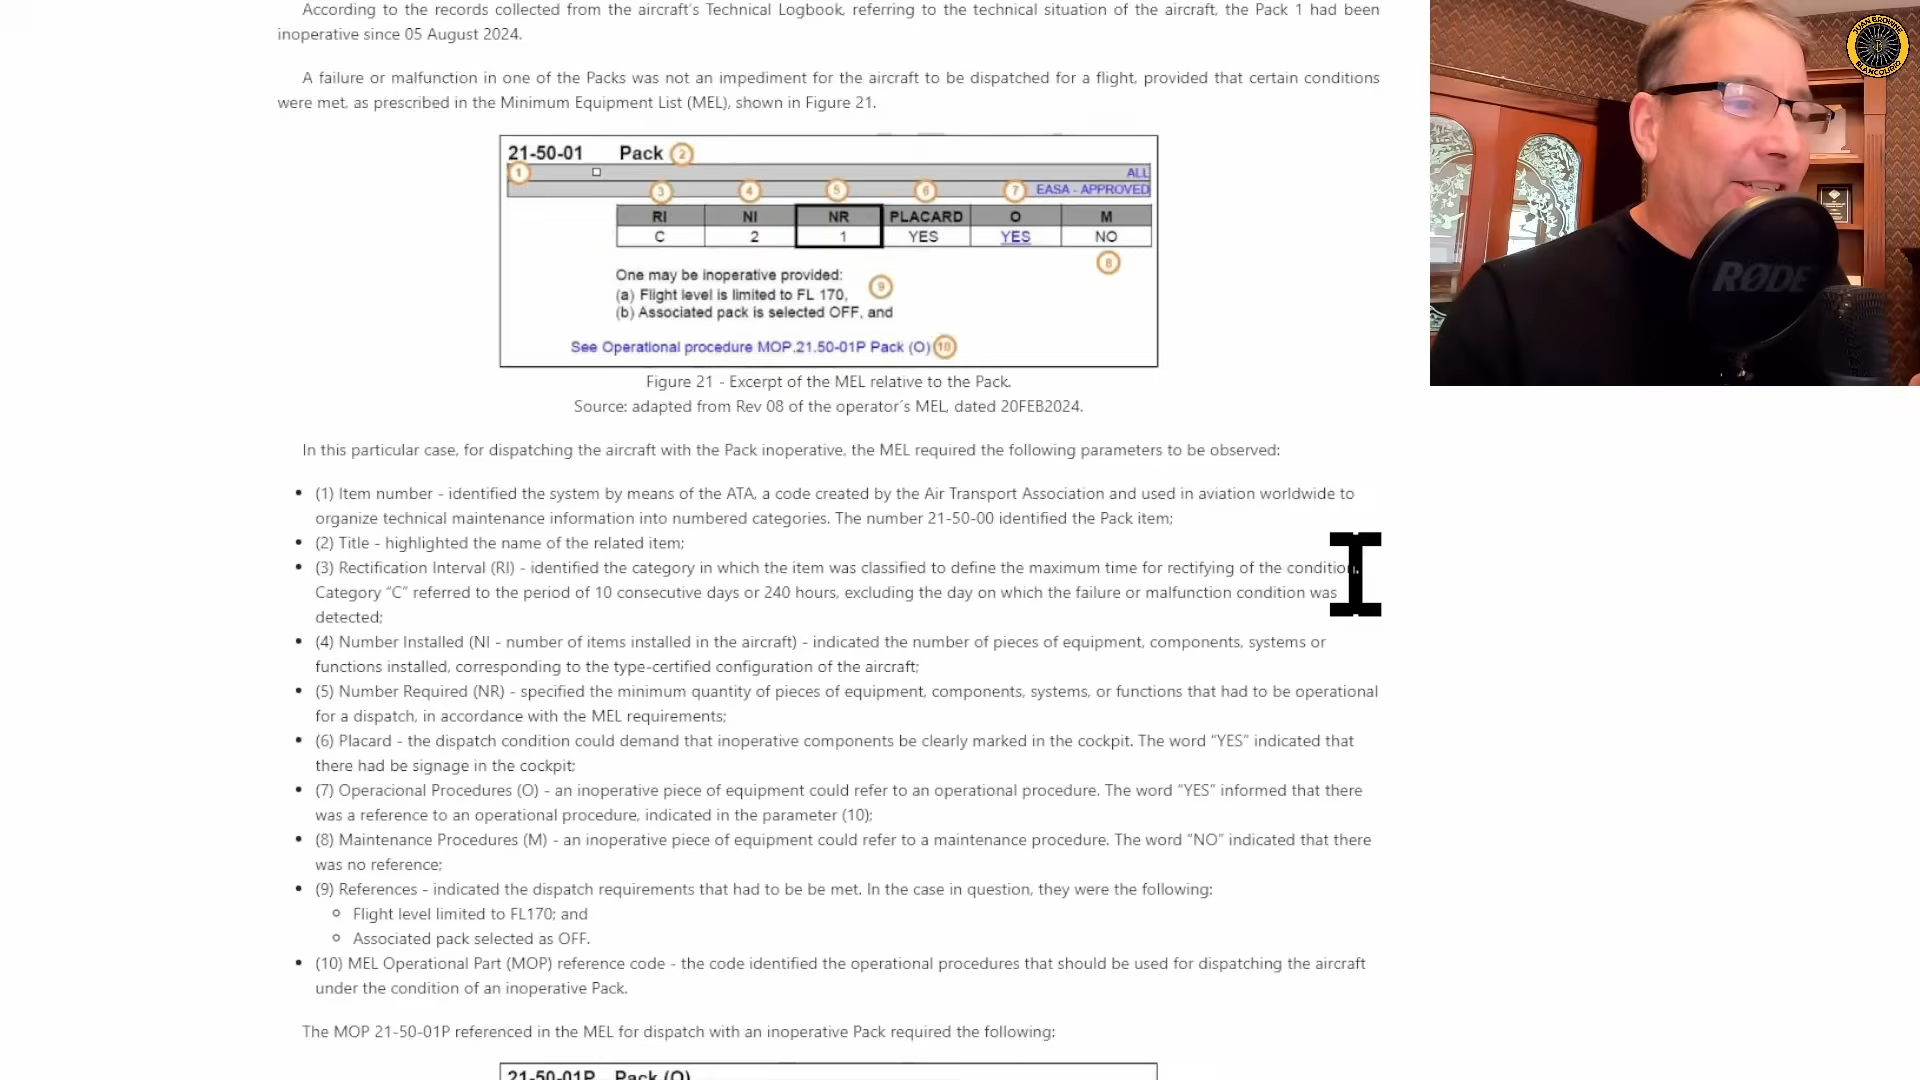 According to the records collected from the aircraft's Technical Logbook, referring to the technical situation of the aircraft, the Pack 1 had been
inoperative since 05 August 2024.
A failure or malfunction in one of the Packs was not an impediment for the aircraft to be dispatched for a flight, provided that certain conditions
were met, as prescribed in the Minimum Equipment List (MEL), shown in Figure 21.
21-50-01 Pack 2
1 ALL
3 4 5 6 7 EASA - APPROVED
RI NI NR PLACARD O M
C 2 1 YES YES NO
8
One may be inoperative provided:
9
(a) Flight level is limited to FL 170,
(b) Associated pack is selected OFF, and
See Operational procedure MOP.21.50-01P Pack (O) 10
Figure 21 - Excerpt of the MEL relative to the Pack.
Source: adapted from Rev 08 of the operator´s MEL, dated 20FEB2024.
In this particular case, for dispatching the aircraft with the Pack inoperative, the MEL required the following parameters to be observed:
(1) Item number - identified the system by means of the ATA, a code created by the Air Transport Association and used in aviation worldwide to
organize technical maintenance information into numbered categories. The number 21-50-00 identified the Pack item;
(2) Title - highlighted the name of the related item;
(3) Rectification Interval (RI) - identified the category in which the item was classified to define the maximum time for rectifying of the condition.
Category “C” referred to the period of 10 consecutive days or 240 hours, excluding the day on which the failure or malfunction condition was
detected;
(4) Number Installed (NI - number of items installed in the aircraft) - indicated the number of pieces of equipment, components, systems or
functions installed, corresponding to the type-certified configuration of the aircraft;
(5) Number Required (NR) - specified the minimum quantity of pieces of equipment, components, systems, or functions that had to be operational
for a dispatch, in accordance with the MEL requirements;
(6) Placard - the dispatch condition could demand that inoperative components be clearly marked in the cockpit. The word “YES” indicated that
there had be signage in the cockpit;
(7) Operacional Procedures (O) - an inoperative piece of equipment could refer to an operational procedure. The word “YES” informed that there
was a reference to an operational procedure, indicated in the parameter (10);
(8) Maintenance Procedures (M) - an inoperative piece of equipment could refer to a maintenance procedure. The word “NO” indicated that there
was no reference;
(9) References - indicated the dispatch requirements that had to be be met. In the case in question, they were the following:
Flight level limited to FL170; and
Associated pack selected as OFF.
(10) MEL Operational Part (MOP) reference code - the code identified the operational procedures that should be used for dispatching the aircraft
under the condition of an inoperative Pack.
The MOP 21-50-01P referenced in the MEL for dispatch with an inoperative Pack required the following:
21-50-01P Pack (O)
JUAN BROWNE
BLANCOLIRIO
RØDE